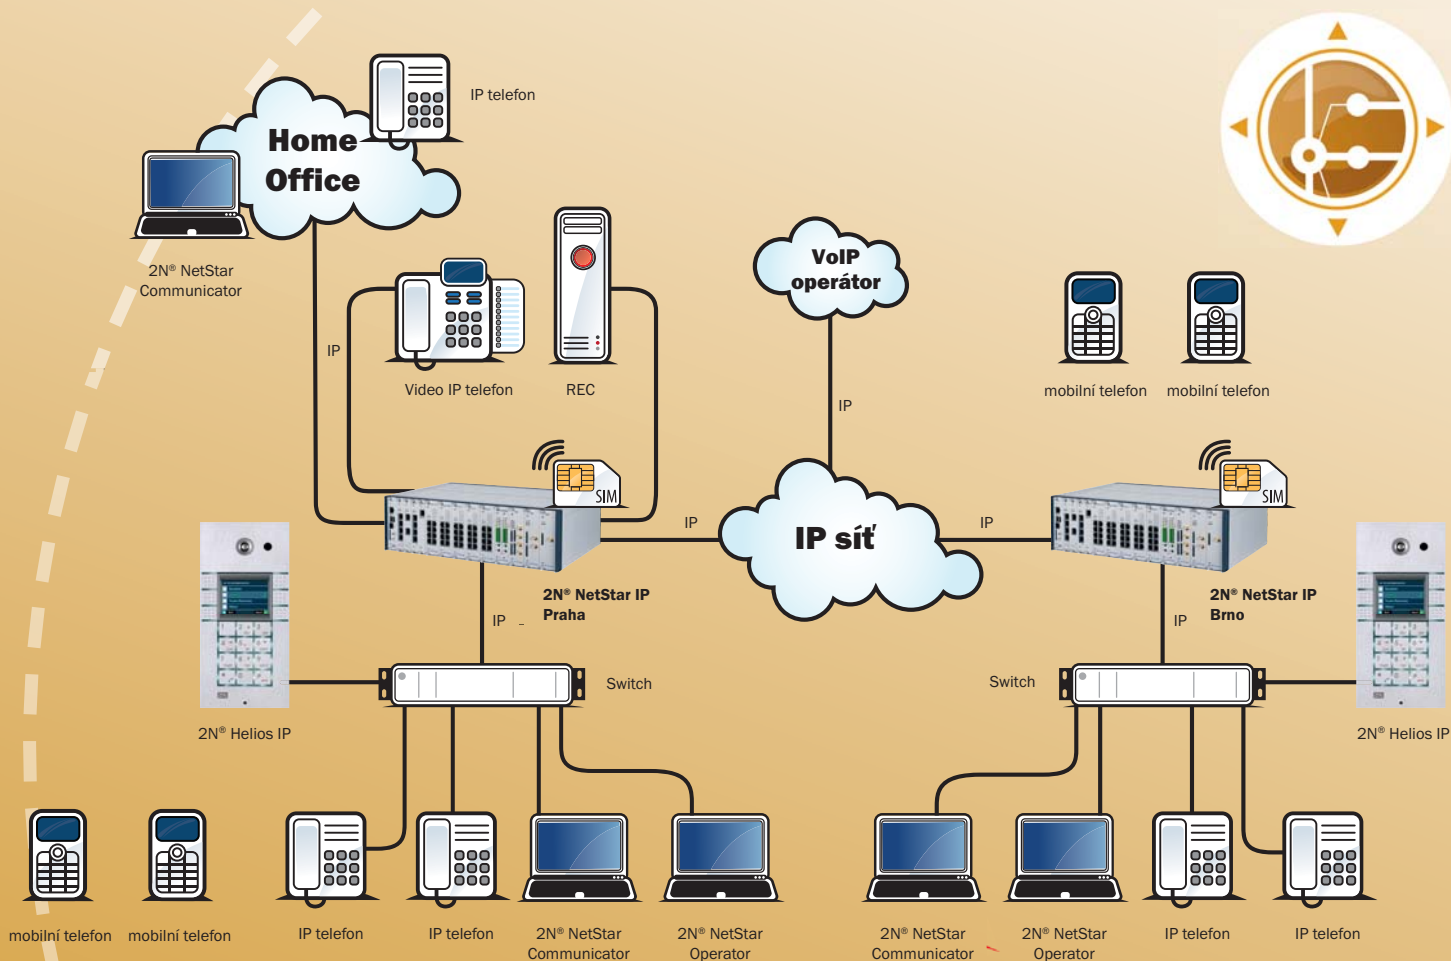 IP telefon
Home
Office
2N® NetStar
Communicator
IP
Video IP telefon
REC
VoIP
operátor
IP
mobilní telefon
mobilní telefon
SIM
SIM
IP
IP síť
IP
2N® NetStar IP
Praha
IP
2N® NetStar IP
Brno
IP
Switch
Switch
2N® Helios IP
2N® Helios IP
mobilní telefon
mobilní telefon
IP telefon
IP telefon
2N® NetStar
Communicator
2N® NetStar
Operator
2N® NetStar
Communicator
2N® NetStar
Operator
IP telefon
IP telefon